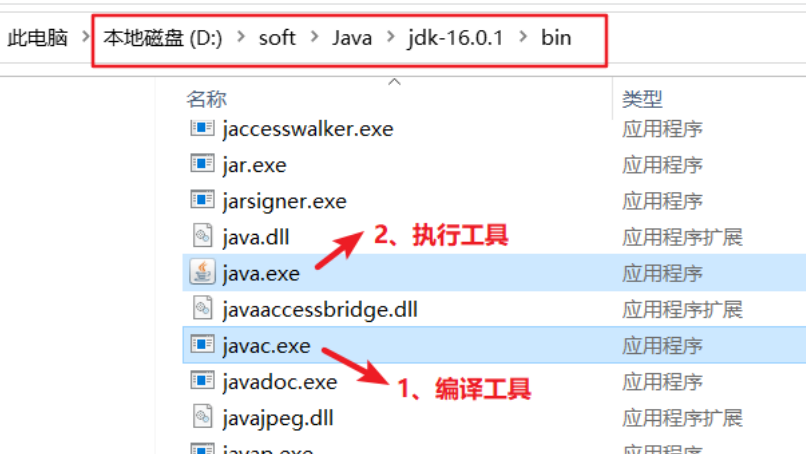 此电脑 > 本地磁盘 (D:) > soft > Java > jdk-16.0.1 > bin
名称 类型
jaccesswalker.exe 应用程序
jar.exe 应用程序
jarsigner.exe 应用程序
java.dll 应用程序扩展
2、执行工具
java.exe 应用程序
javaaccessbridge.dll 应用程序扩展
javac.exe 应用程序
javadoc.exe 应用程序
1、编译工具
javajpeg.dll 应用程序扩展
javap.exe 应用程序